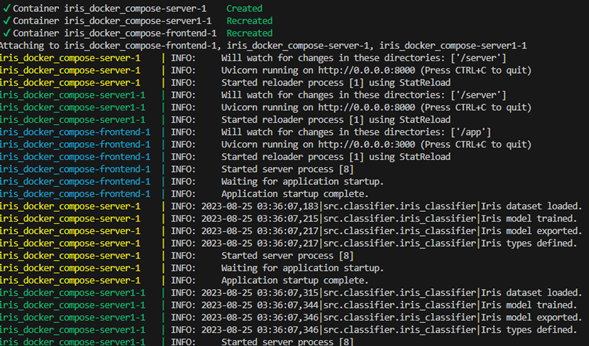 ✓ Container iris_docker_compose-server-1 Created
✓ Container iris_docker_compose-server1-1 Recreated
✓ Container iris_docker_compose-frontend-1 Recreated
Attaching to iris_docker_compose-frontend-1, iris_docker_compose-server-1, iris_docker_compose-server1-1
iris_docker_compose-server-1 | INFO: Will watch for changes in these directories: ['/server']
iris_docker_compose-server-1 | INFO: Uvicorn running on http://0.0.0.0:8000 (Press CTRL+C to quit)
iris_docker_compose-server-1 | INFO: Started reloader process [1] using StatReload
iris_docker_compose-server1-1 | INFO: Will watch for changes in these directories: ['/server']
iris_docker_compose-server1-1 | INFO: Uvicorn running on http://0.0.0.0:8000 (Press CTRL+C to quit)
iris_docker_compose-server1-1 | INFO: Started reloader process [1] using StatReload
iris_docker_compose-frontend-1 | INFO: Will watch for changes in these directories: ['/app']
iris_docker_compose-frontend-1 | INFO: Uvicorn running on http://0.0.0.0:3000 (Press CTRL+C to quit)
iris_docker_compose-frontend-1 | INFO: Started reloader process [1] using StatReload
iris_docker_compose-frontend-1 | INFO: Started server process [8]
iris_docker_compose-frontend-1 | INFO: Waiting for application startup.
iris_docker_compose-frontend-1 | INFO: Application startup complete.
iris_docker_compose-server-1 | INFO: 2023-08-25 03:36:07,183|src.classifier.iris_classifier|Iris dataset loaded.
iris_docker_compose-server-1 | INFO: 2023-08-25 03:36:07,215|src.classifier.iris_classifier|Iris model trained.
iris_docker_compose-server-1 | INFO: 2023-08-25 03:36:07,217|src.classifier.iris_classifier|Iris model exported.
iris_docker_compose-server-1 | INFO: 2023-08-25 03:36:07,217|src.classifier.iris_classifier|Iris types defined.
iris_docker_compose-server-1 | INFO: Started server process [8]
iris_docker_compose-server-1 | INFO: Waiting for application startup.
iris_docker_compose-server-1 | INFO: Application startup complete.
iris_docker_compose-server1-1 | INFO: 2023-08-25 03:36:07,315|src.classifier.iris_classifier|Iris dataset loaded.
iris_docker_compose-server1-1 | INFO: 2023-08-25 03:36:07,344|src.classifier.iris_classifier|Iris model trained.
iris_docker_compose-server1-1 | INFO: 2023-08-25 03:36:07,346|src.classifier.iris_classifier|Iris model exported.
iris_docker_compose-server1-1 | INFO: 2023-08-25 03:36:07,346|src.classifier.iris_classifier|Iris types defined.
iris_docker_compose-server1-1 | INFO: Started server process [8]